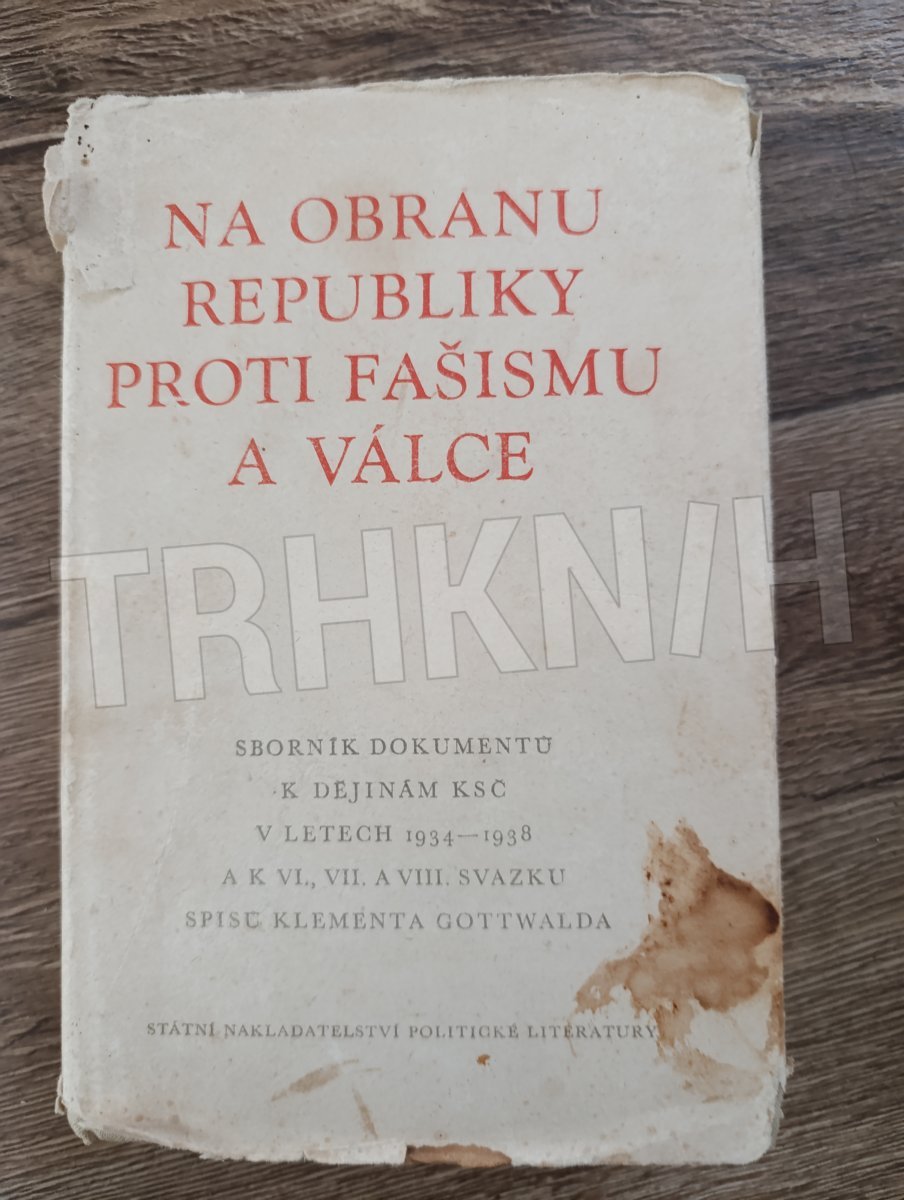 NA OBRANU
REPUBLIKY
PROTI FAŠISMU
A VÁLCE
TRHKNIH
SBORNÍK DOKUMENTŮ
K DĚJINÁM KSČ
V LETECH 1934—1938
A K VI., VII. A VIII. SVAZKU
SPISŮ KLEMENTA GOTTWALDA
STÁTNÍ NAKLADATELSTVÍ POLITICKÉ LITERATURY